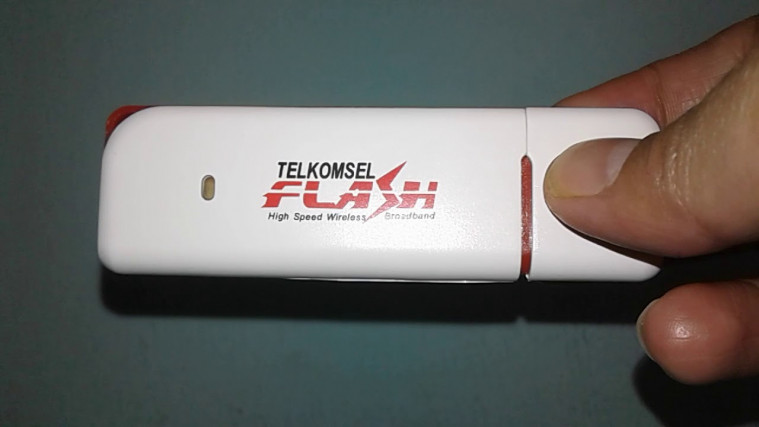 TELKOMSEL
FLASH
High Speed Wireless Broadband